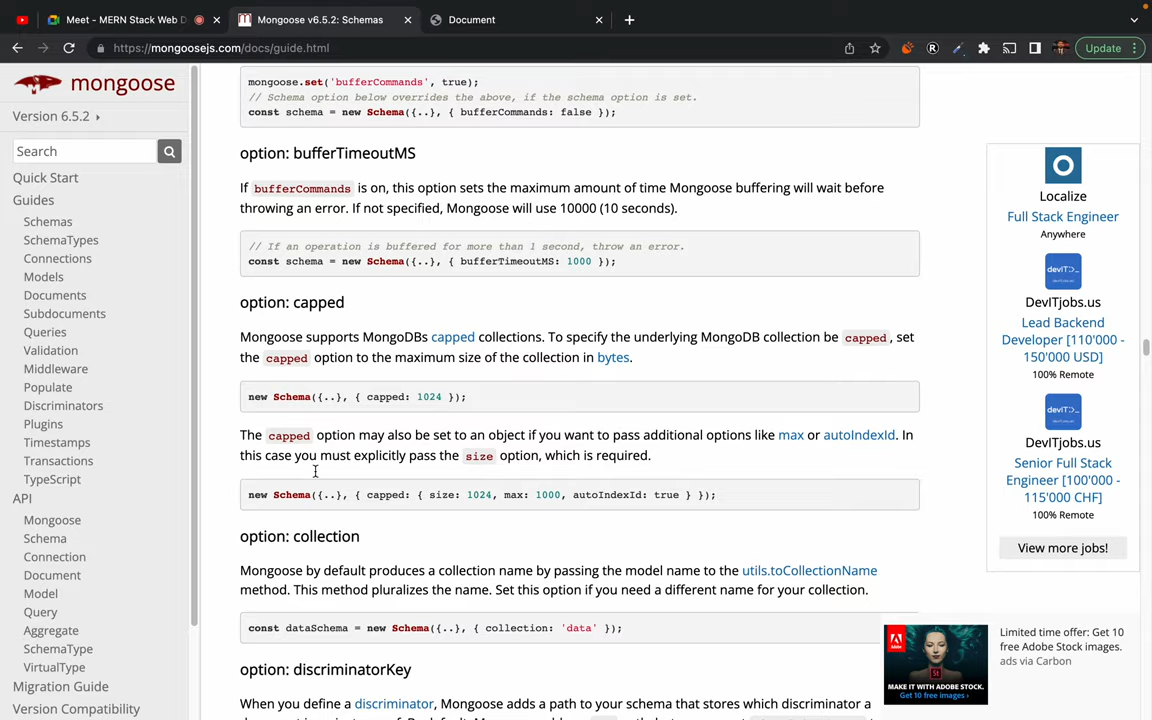 Meet - MERN Stack Web D
Mongoose v6.5.2: Schemas
Document
https://mongoosejs.com/docs/guide.html
Update
mongoose
Version 6.5.2
Search
Quick Start
Guides
Schemas
SchemaTypes
Connections
Models
Documents
Subdocuments
Queries
Validation
Middleware
Populate
Discriminators
Plugins
Timestamps
Transactions
TypeScript
API
Mongoose
Schema
Connection
Document
Model
Query
Aggregate
SchemaType
VirtualType
Migration Guide
Version Compatibility
mongoose.set('bufferCommands', true);
// Schema option below overrides the above, if the schema option is set.
const schema = new Schema({..}, { bufferCommands: false });
option: bufferTimeoutMS
If bufferCommands is on, this option sets the maximum amount of time Mongoose buffering will wait before
throwing an error. If not specified, Mongoose will use 10000 (10 seconds).
// If an operation is buffered for more than 1 second, throw an error.
const schema = new Schema({..}, { bufferTimeoutMS: 1000 });
option: capped
Mongoose supports MongoDBs capped collections. To specify the underlying MongoDB collection be capped, set
the capped option to the maximum size of the collection in bytes.
new Schema({..}, { capped: 1024 });
The capped option may also be set to an object if you want to pass additional options like max or autoIndexId. In
this case you must explicitly pass the size option, which is required.
new Schema({..}, { capped: { size: 1024, max: 1000, autoIndexId: true } });
option: collection
Mongoose by default produces a collection name by passing the model name to the utils.toCollectionName
method. This method pluralizes the name. Set this option if you need a different name for your collection.
const dataSchema = new Schema({..}, { collection: 'data' });
option: discriminatorKey
When you define a discriminator, Mongoose adds a path to your schema that stores which discriminator a
Localize
Full Stack Engineer
Anywhere
devIT>_
DevITjobs.us
Lead Backend
Developer [110'000 -
150'000 USD]
100% Remote
devIT>_
DevITjobs.us
Senior Full Stack
Engineer [100'000 -
115'000 CHF]
100% Remote
View more jobs!
MAKE IT WITH ADOBE STOCK.
Get 10 free images ›
Limited time offer: Get 10
free Adobe Stock images.
ads via Carbon